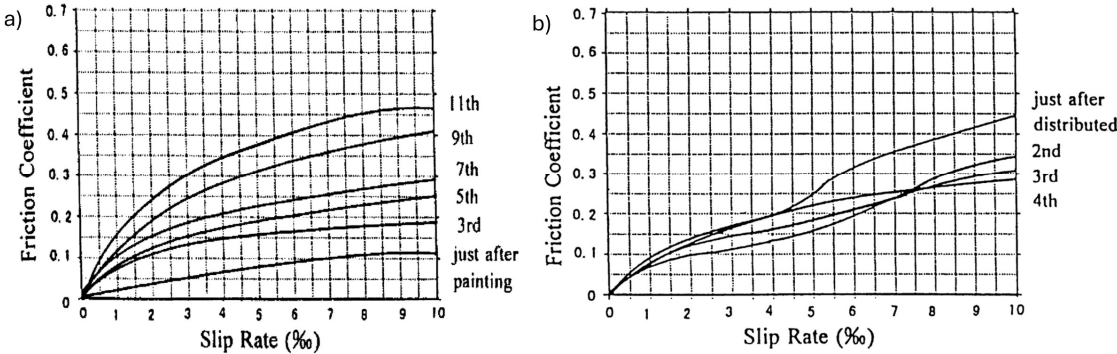 a)
0.7
0.6
0.5
0.4
0.3
0.2
0.1
0
Friction Coefficient
0 1 2 3 4 5 6 7 8 9 10
Slip Rate (‰)
11th
9th
7th
5th
3rd
just after
painting
b)
0.7
0.6
0.5
0.4
0.3
0.2
0.1
0.0
Friction Coefficient
0 1 2 3 4 5 6 7 8 9 10
Slip Rate (‰)
just after
distributed
2nd
3rd
4th